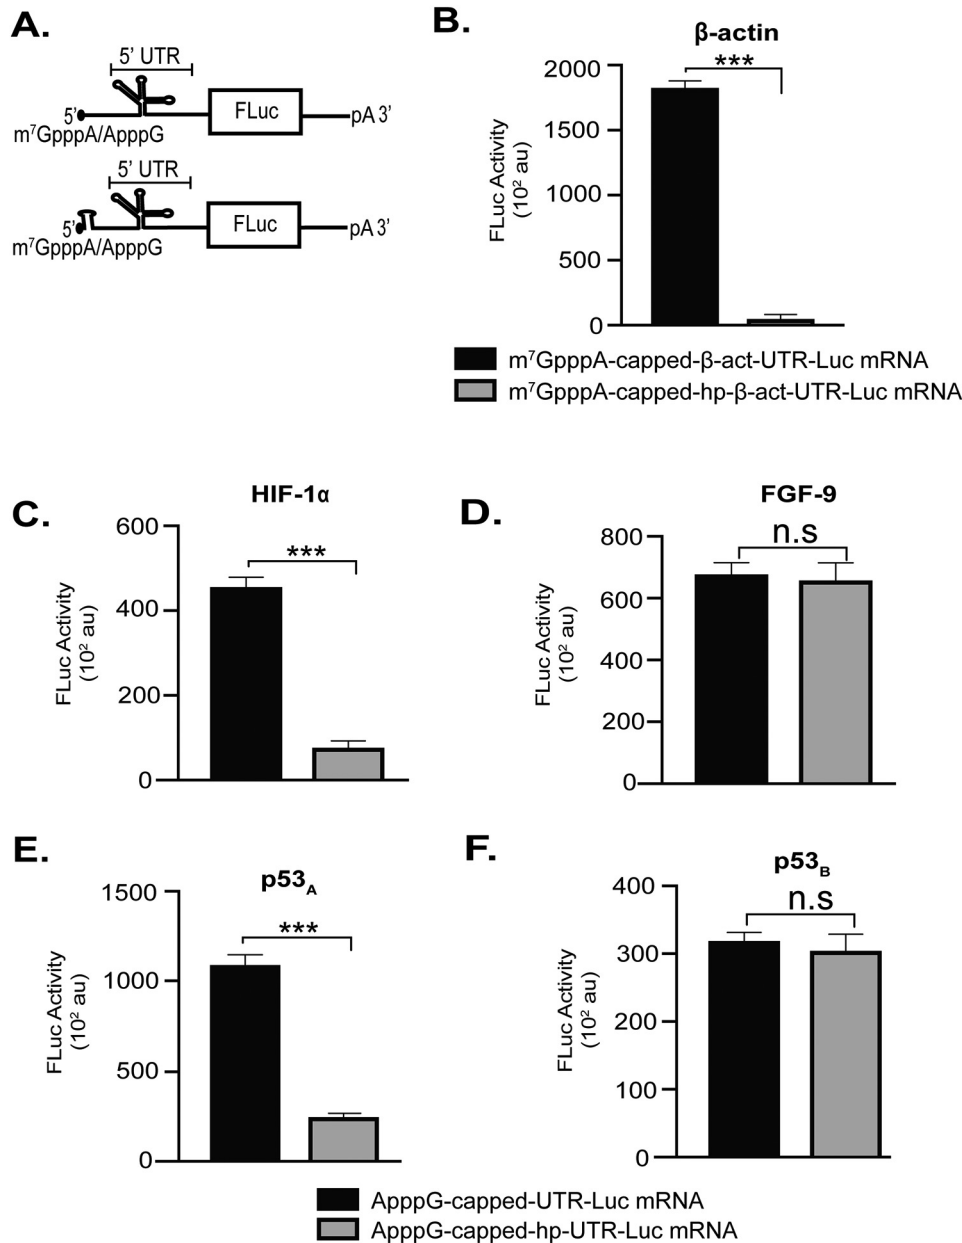 A.
5’ UTR
5’
FLuc
pA 3’
m⁷GpppA/ApppG
5’ UTR
5’
FLuc
pA 3’
m⁷GpppA/ApppG
B.
β-actin
***
2000
1500
1000
500
0
FLuc Activity
(10² au)
m⁷GpppA-capped-β-act-UTR-Luc mRNA
m⁷GpppA-capped-hp-β-act-UTR-Luc mRNA
C.
HIF-1α
***
600
400
200
0
FLuc Activity
(10² au)
D.
FGF-9
n.s
800
600
400
200
0
FLuc Activity
(10² au)
E.
p53A
***
1500
1000
500
0
FLuc Activity
(10² au)
F.
p53B
n.s
400
300
200
100
0
FLuc Activity
(10² au)
ApppG-capped-UTR-Luc mRNA
ApppG-capped-hp-UTR-Luc mRNA